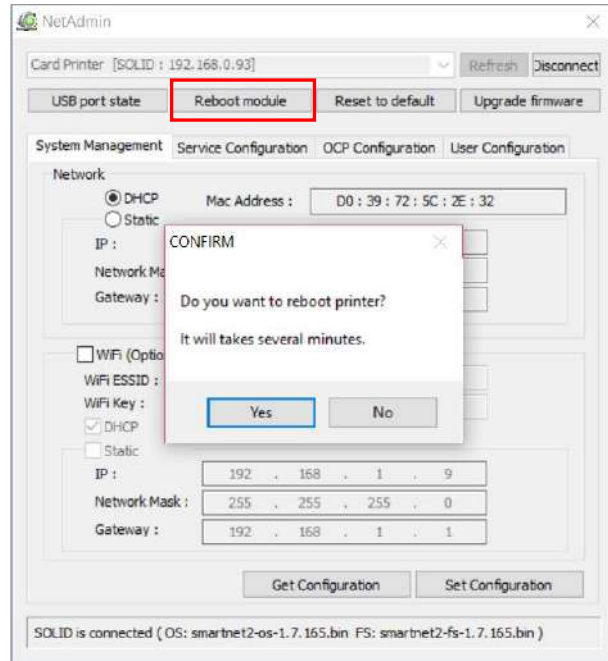 NetAdmin
Card Printer [SOLID : 192.168.0.93]
Refresh
Disconnect
USB port state
Reboot module
Reset to default
Upgrade firmware
System Management
Service Configuration
OCP Configuration
User Configuration
Network
DHCP
Mac Address :
D0 : 39 : 72 : 5C : 2E : 32
Static
IP :
Network Ma
Gateway :
CONFIRM
Do you want to reboot printer?
It will takes several minutes.
Yes
No
WiFi (Optio
WiFi ESSID :
WiFi Key :
DHCP
Static
IP :
192 . 168 . 1 . 9
Network Mask :
255 . 255 . 255 . 0
Gateway :
192 . 168 . 1 . 1
Get Configuration
Set Configuration
SOLID is connected ( OS: smartnet2-os-1.7.165.bin FS: smartnet2-fs-1.7.165.bin )